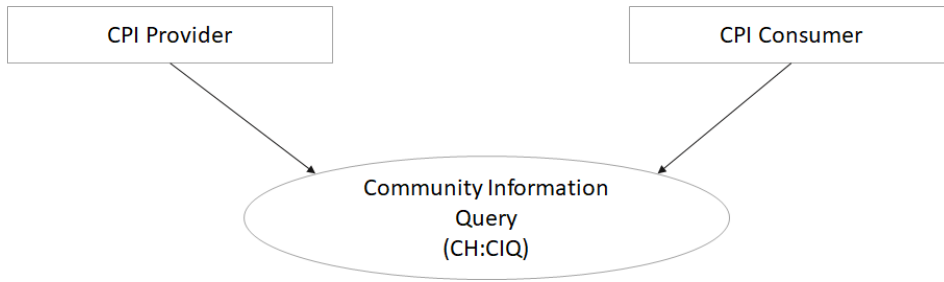 CPI Provider
CPI Consumer
Community Information
Query
(CH:CIQ)